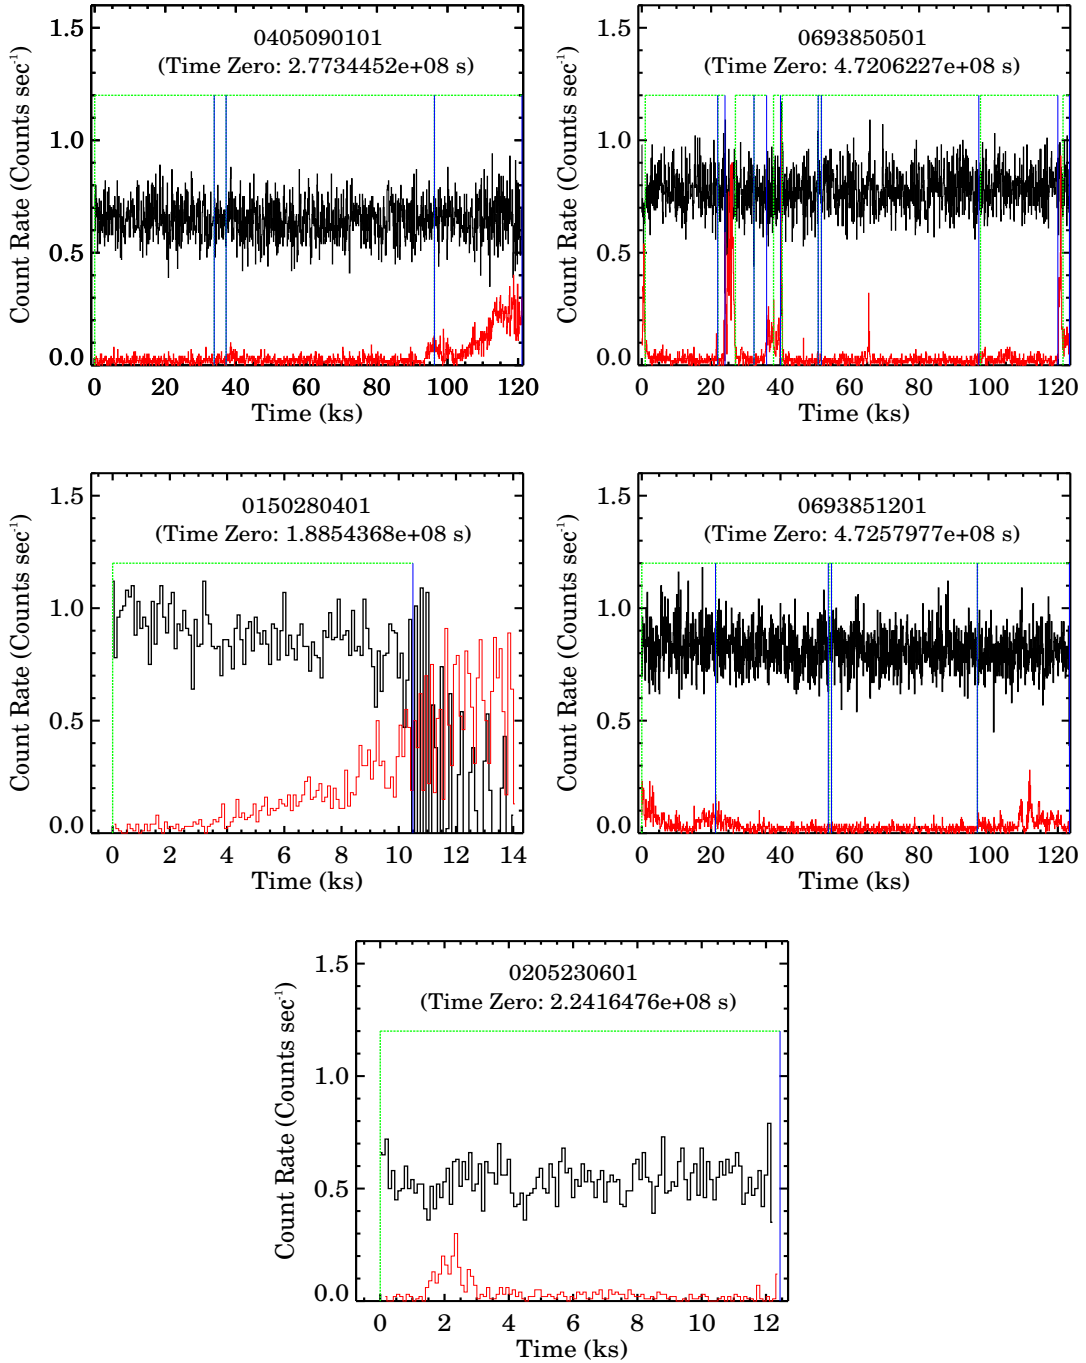 1.5
1.0
0.5
0.0
Count Rate (Counts sec-1)
0405090101
(Time Zero: 2.7734452e+08 s)
0 20 40 60 80 100 120
Time (ks)
1.5
1.0
0.5
0.0
Count Rate (Counts sec-1)
0693850501
(Time Zero: 4.7206227e+08 s)
0 20 40 60 80 100 120
Time (ks)
1.5
1.0
0.5
0.0
Count Rate (Counts sec-1)
0150280401
(Time Zero: 1.8854368e+08 s)
0 2 4 6 8 10 12 14
Time (ks)
1.5
1.0
0.5
0.0
Count Rate (Counts sec-1)
0693851201
(Time Zero: 4.7257977e+08 s)
0 20 40 60 80 100 120
Time (ks)
1.5
1.0
0.5
0.0
Count Rate (Counts sec-1)
0205230601
(Time Zero: 2.2416476e+08 s)
0 2 4 6 8 10 12
Time (ks)